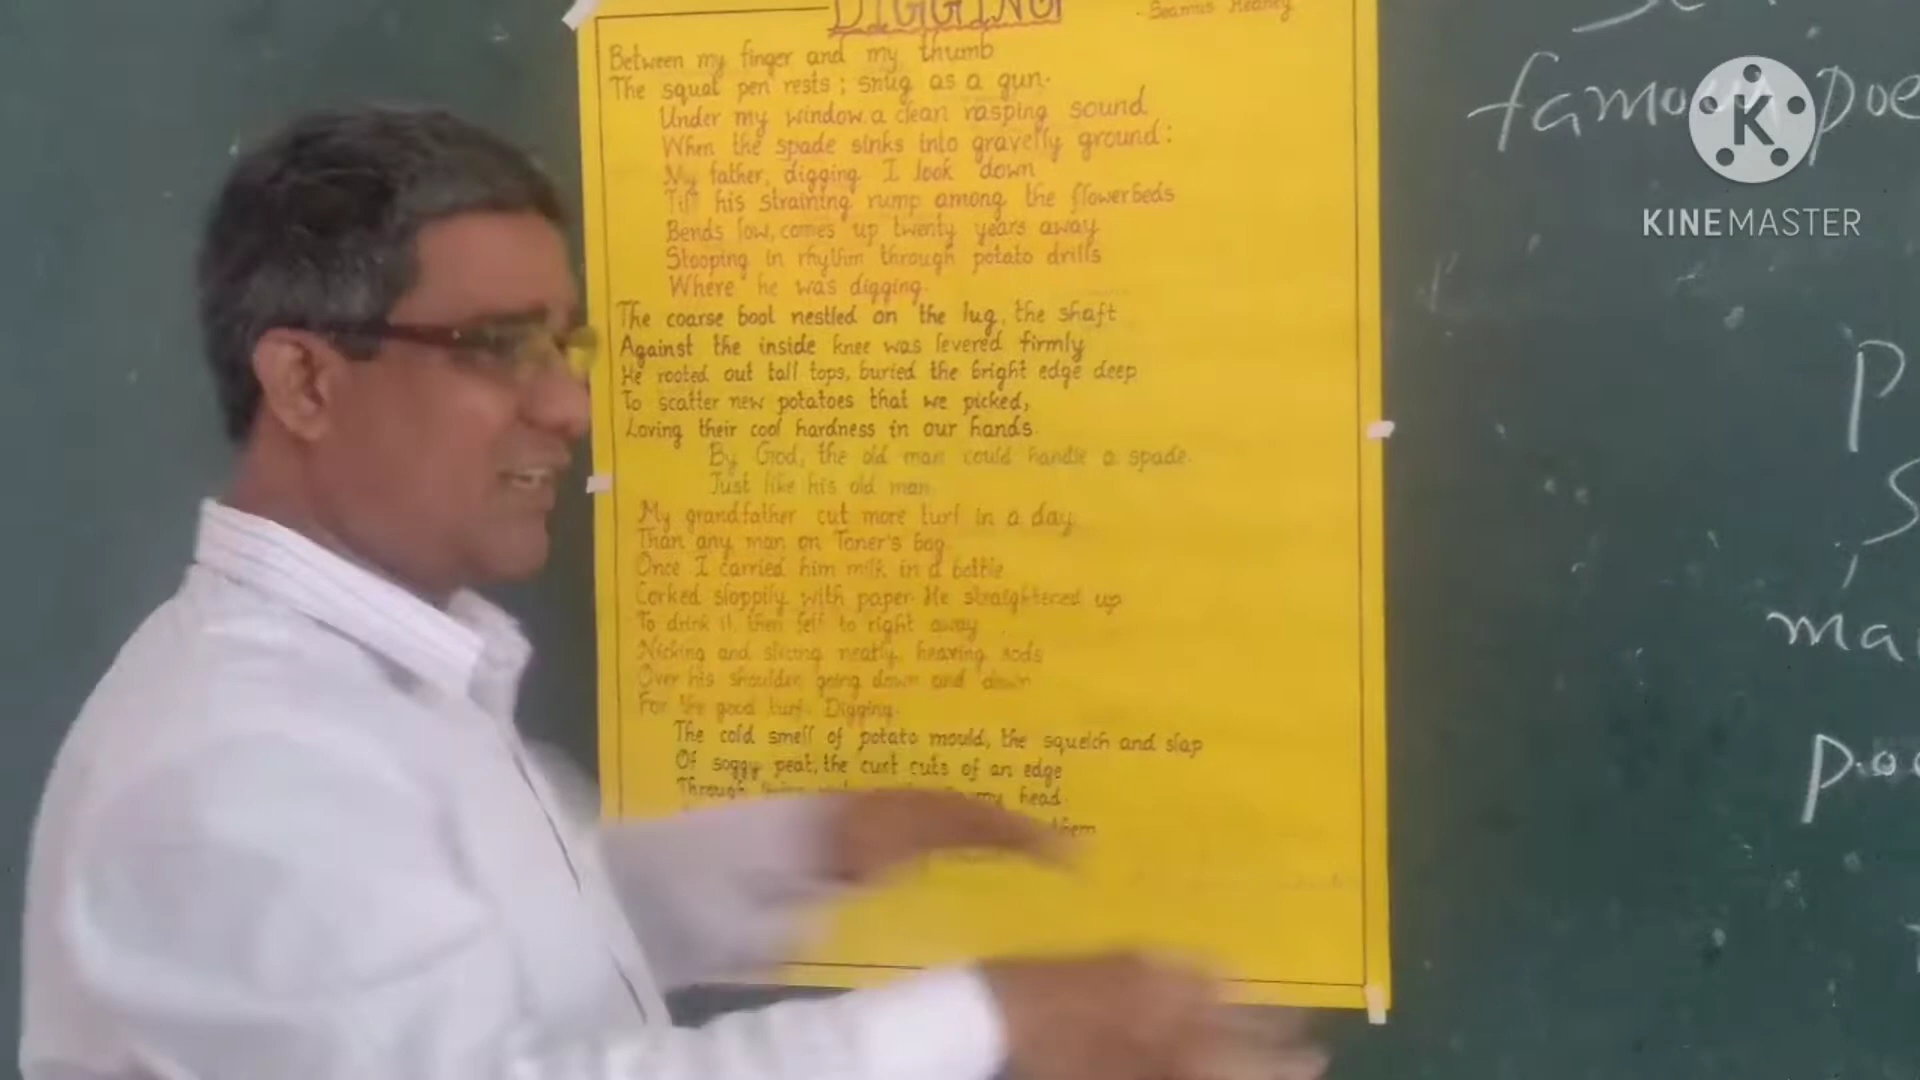 DIGGING
- Seamus Heaney
Between my finger and my thumb
The squat pen rests ; snug as a gun.
Under my window a clean rasping sound
When the spade sinks into gravelly ground :
My father, digging I look down
Till his straining rump among the flowerbeds
Bends low, comes up twenty years away
Stooping in rhythm through potato drills
Where he was digging.
The coarse boot nestled on the lug, the shaft
Against the inside knee was levered firmly
He rooted out tall tops, buried the bright edge deep
To scatter new potatoes that we picked,
Loving their cool hardness in our hands.
By God, the old man could handle a spade.
Just like his old man
My grandfather cut more turf in a day
Than any man on Toner's bog
Once I carried him milk in a bottle
Corked sloppily with paper. He straightened up
To drink it, then fell to right away
Nicking and slicing neatly, heaving sods
Over his shoulder, going down and down
For the good turf. Digging.
The cold smell of potato mould, the squelch and slap
Of soggy peat, the curt cuts of an edge
Through my head.
them
famous poe
P
S
ma
poe
K
KINEMASTER